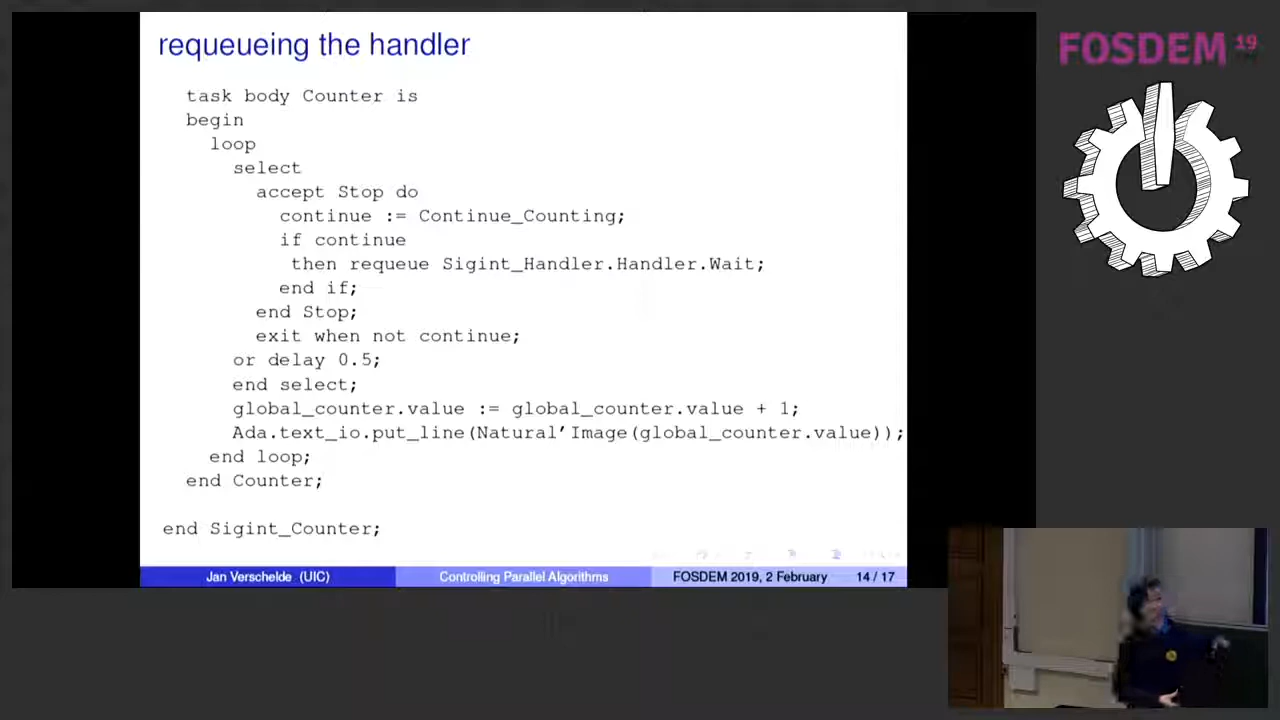 requeueing the handler
task body Counter is
begin
loop
select
accept Stop do
continue := Continue_Counting;
if continue
then requeue Sigint_Handler.Handler.Wait;
end if;
end Stop;
exit when not continue;
or delay 0.5;
end select;
global_counter.value := global_counter.value + 1;
Ada.text_io.put_line(Natural'Image(global_counter.value));
end loop;
end Counter;
end Sigint_Counter;
Jan Verschelde (UIC) Controlling Parallel Algorithms FOSDEM 2019, 2 February 14 / 17
FOSDEM 19